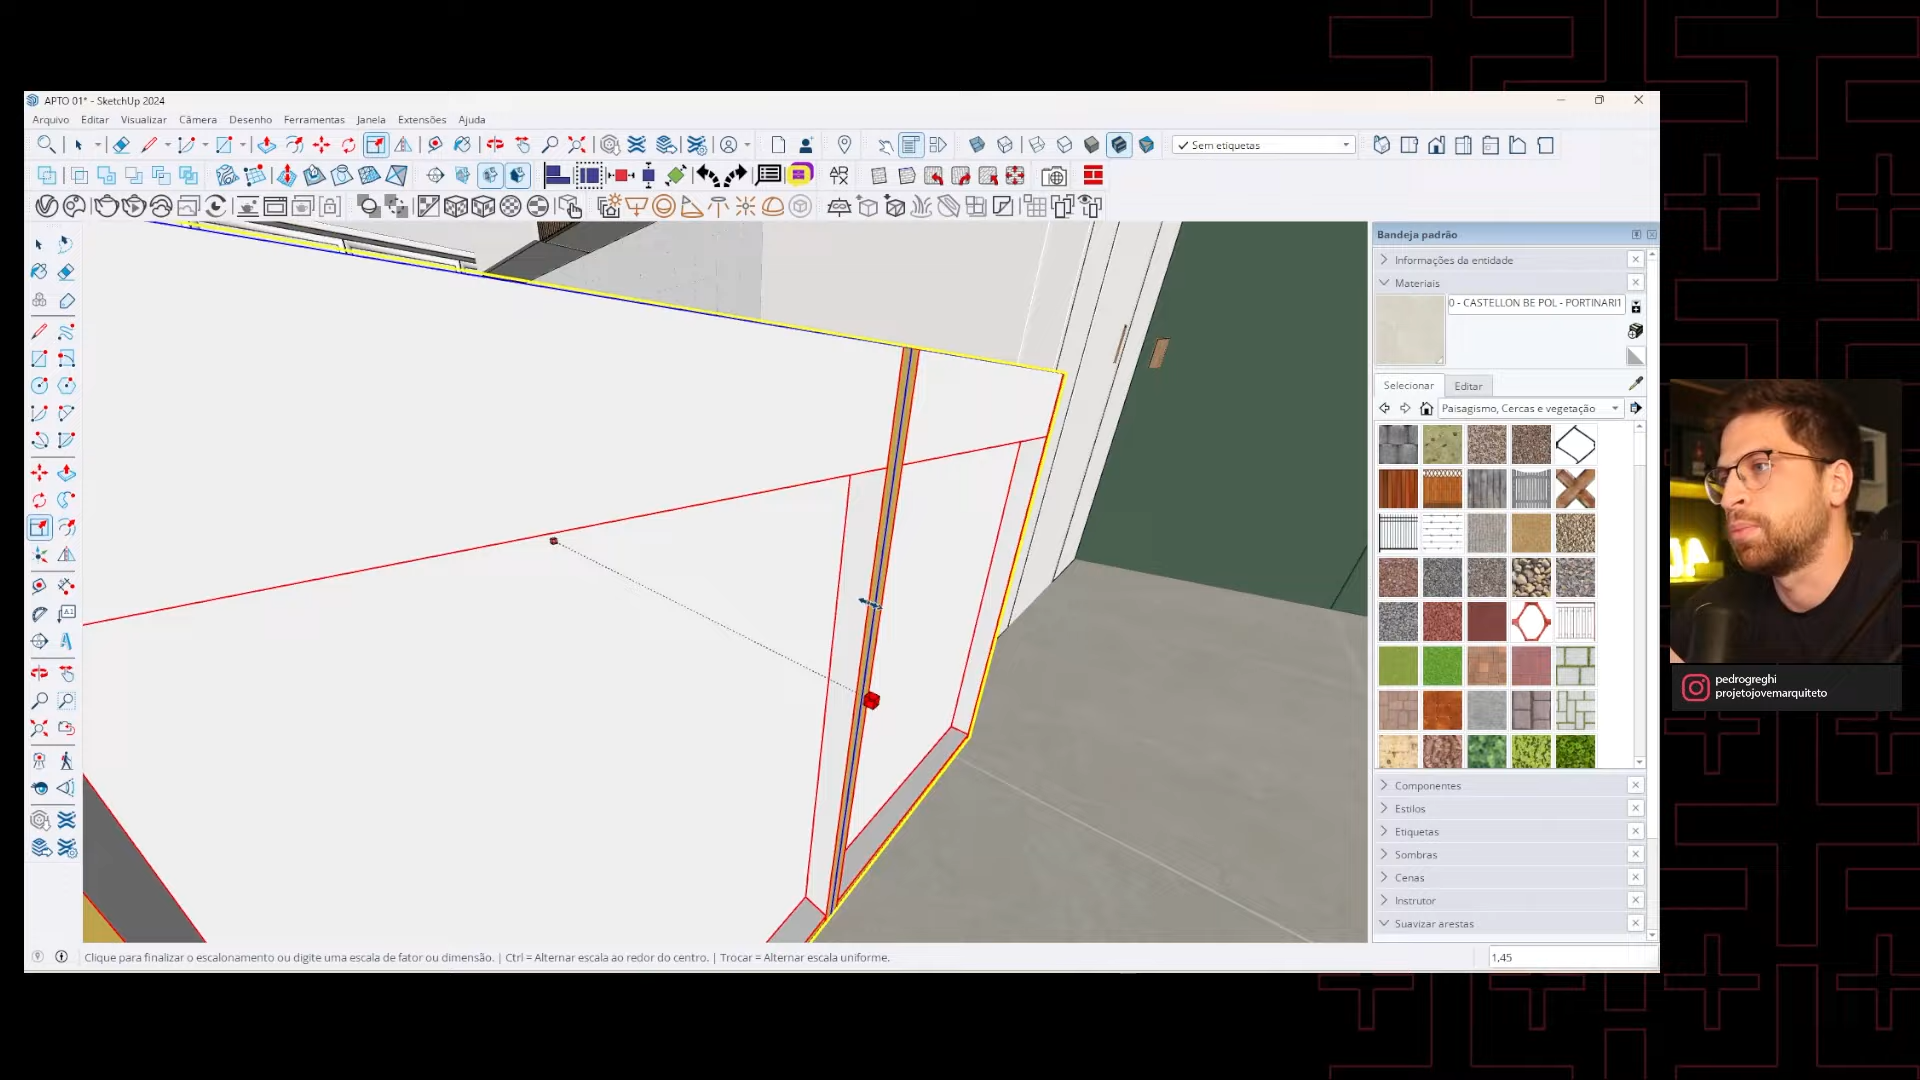 APTO 01* - SketchUp 2024
Arquivo Editar Visualizar Câmera Desenho Ferramentas Janela Extensões Ajuda
Sem etiquetas
Bandeja padrão
Informações da entidade
Materiais
0 - CASTELLON BE POL - PORTINARI1
Selecionar Editar
Paisagismo, Cercas e vegetação
Componentes
Estilos
Etiquetas
Sombras
Cenas
Instrutor
Suavizar arestas
Clique para finalizar o escalonamento ou digite uma escala de fator ou dimensão. | Ctrl = Alternar escala ao redor do centro. | Trocar = Alternar escala uniforme.
1,45
pedrogreghi
projetojovemarquiteto